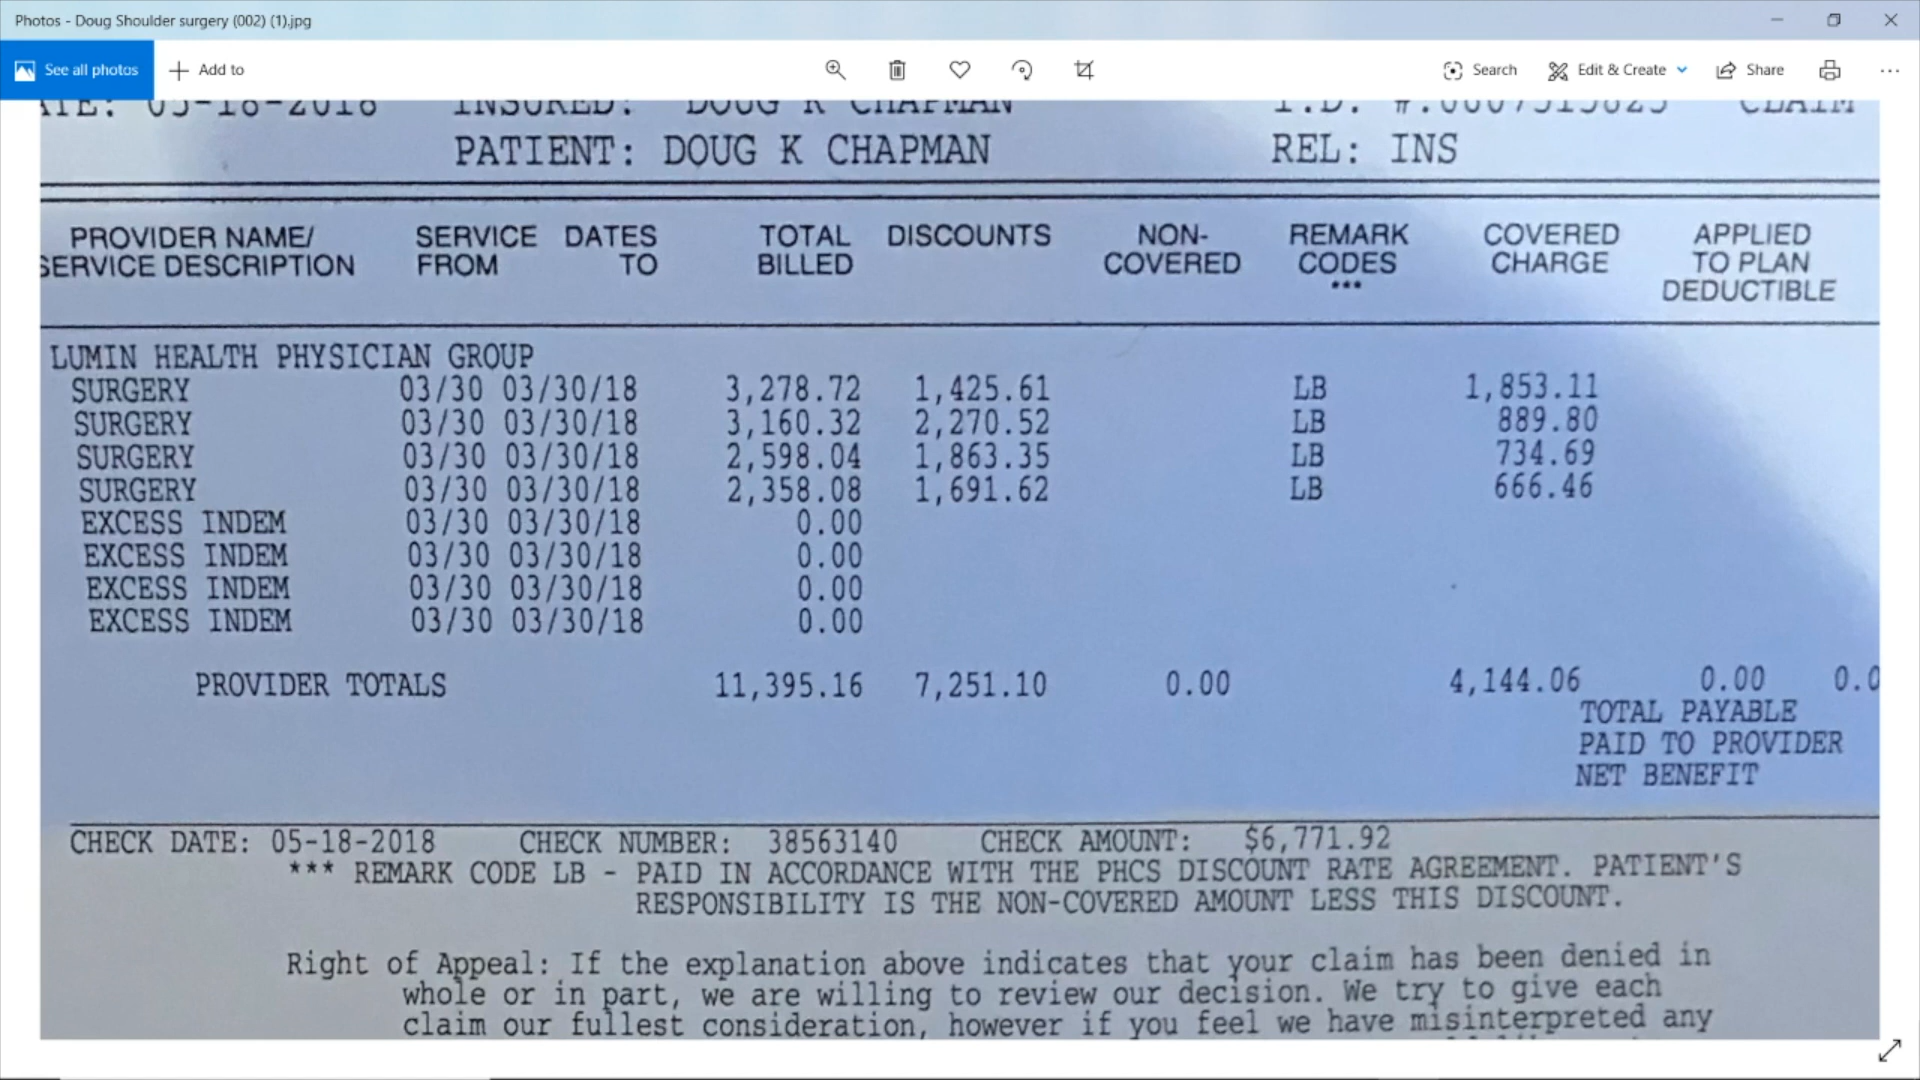 Photos - Doug Shoulder surgery (002) (1).jpg
See all photos Add to Search Edit & Create Share
DATE: 05-18-2018 INSURED: DOUG K CHAPMAN I.D. #: CLAIM
PATIENT: DOUG K CHAPMAN REL: INS
PROVIDER NAME/ SERVICE DATES TOTAL DISCOUNTS NON- REMARK COVERED APPLIED
SERVICE DESCRIPTION FROM TO BILLED COVERED CODES CHARGE TO PLAN
*** DEDUCTIBLE
LUMIN HEALTH PHYSICIAN GROUP
SURGERY 03/30 03/30/18 3,278.72 1,425.61 LB 1,853.11
SURGERY 03/30 03/30/18 3,160.32 2,270.52 LB 889.80
SURGERY 03/30 03/30/18 2,598.04 1,863.35 LB 734.69
SURGERY 03/30 03/30/18 2,358.08 1,691.62 LB 666.46
EXCESS INDEM 03/30 03/30/18 0.00
EXCESS INDEM 03/30 03/30/18 0.00
EXCESS INDEM 03/30 03/30/18 0.00
EXCESS INDEM 03/30 03/30/18 0.00
PROVIDER TOTALS 11,395.16 7,251.10 0.00 4,144.06 0.00 0.0
TOTAL PAYABLE
PAID TO PROVIDER
NET BENEFIT
CHECK DATE: 05-18-2018 CHECK NUMBER: 38563140 CHECK AMOUNT: $6,771.92
*** REMARK CODE LB - PAID IN ACCORDANCE WITH THE PHCS DISCOUNT RATE AGREEMENT. PATIENT'S
RESPONSIBILITY IS THE NON-COVERED AMOUNT LESS THIS DISCOUNT.
Right of Appeal: If the explanation above indicates that your claim has been denied in
whole or in part, we are willing to review our decision. We try to give each
claim our fullest consideration, however if you feel we have misinterpreted any